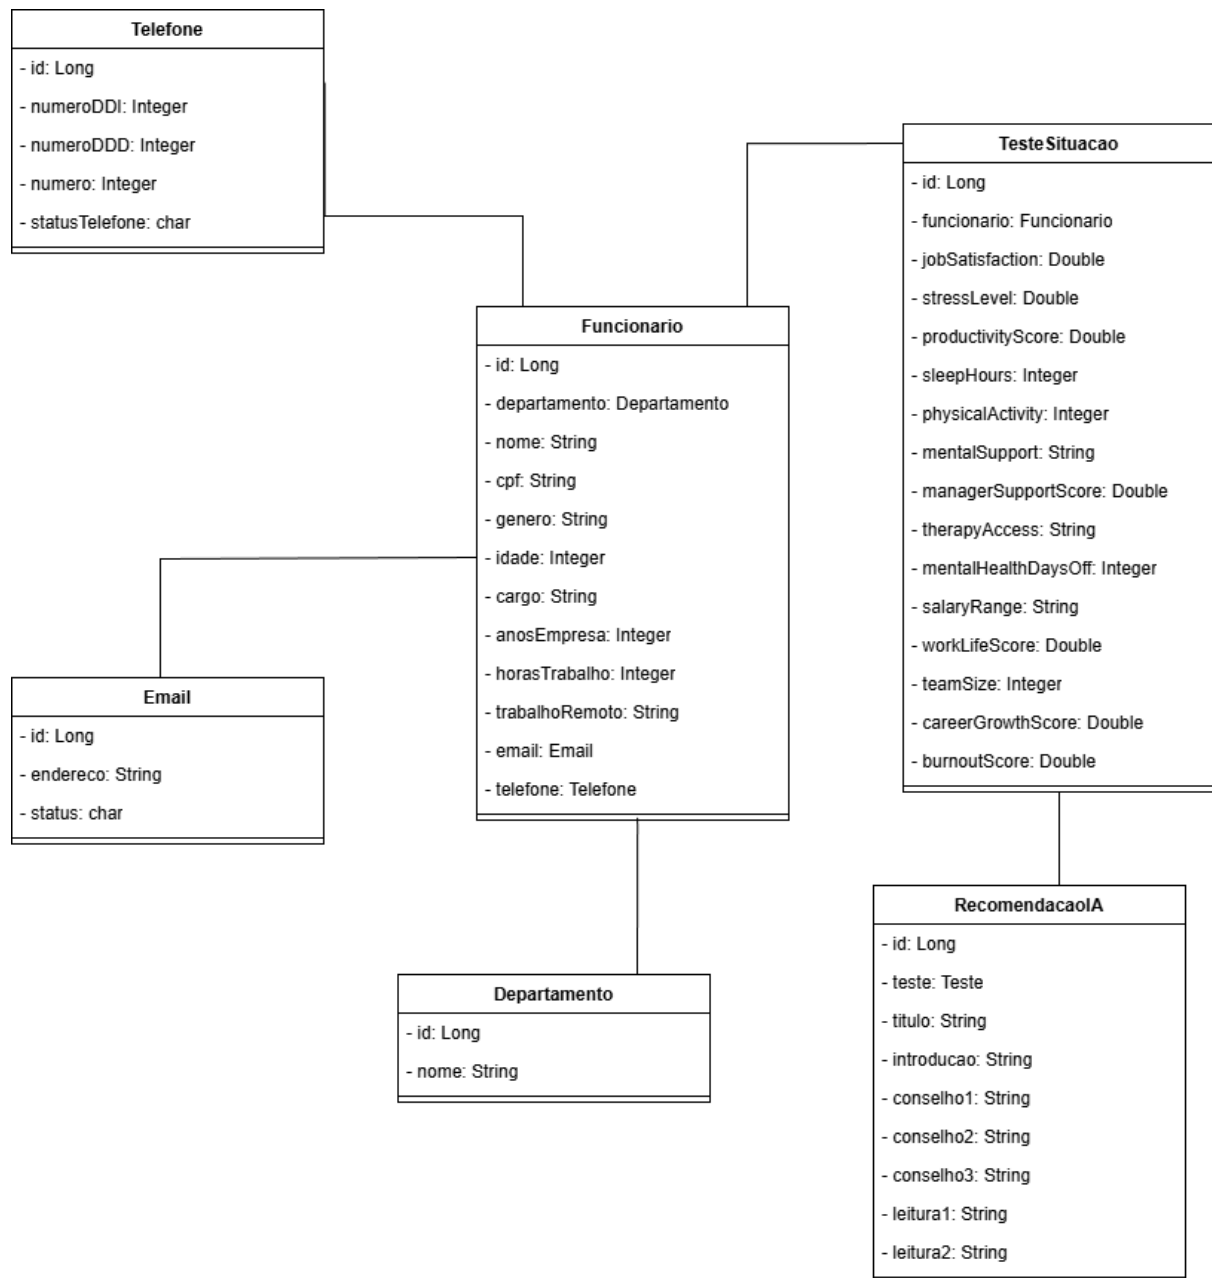 Telefone
- id: Long
- numeroDDI: Integer
- numeroDDD: Integer
- numero: Integer
- statusTelefone: char
TesteSituacao
- id: Long
- funcionario: Funcionario
- jobSatisfaction: Double
- stressLevel: Double
- productivityScore: Double
- sleepHours: Integer
- physicalActivity: Integer
- mentalSupport: String
- managerSupportScore: Double
- therapyAccess: String
- mentalHealthDaysOff: Integer
- salaryRange: String
- workLifeScore: Double
- teamSize: Integer
- careerGrowthScore: Double
- burnoutScore: Double
Funcionario
- id: Long
- departamento: Departamento
- nome: String
- cpf: String
- genero: String
- idade: Integer
- cargo: String
- anosEmpresa: Integer
- horasTrabalho: Integer
- trabalhoRemoto: String
- email: Email
- telefone: Telefone
Email
- id: Long
- endereco: String
- status: char
Departamento
- id: Long
- nome: String
RecomendacaoIA
- id: Long
- teste: Teste
- titulo: String
- introducao: String
- conselho1: String
- conselho2: String
- conselho3: String
- leitura1: String
- leitura2: String